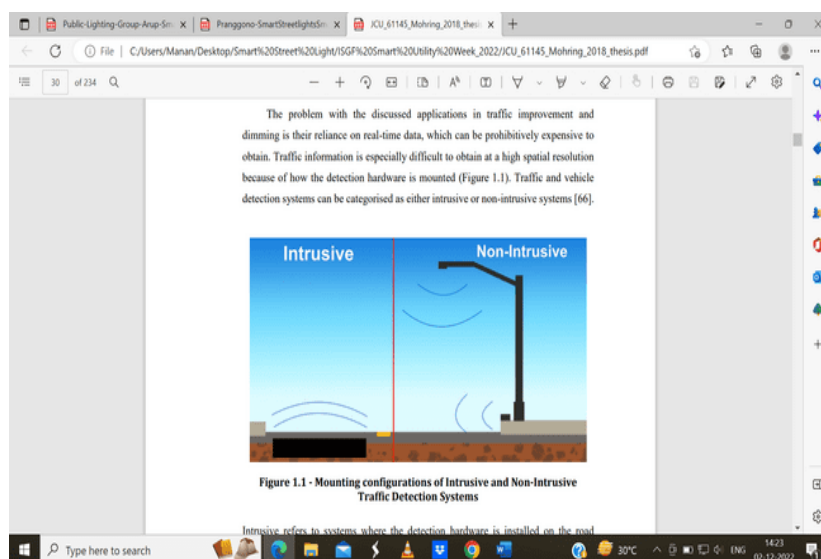 Public-Lighting-Group-Arup-Sm
Pranggono-SmartStreetlightsSm
JCU_61145_Mohring_2018_thesis
File | C:/Users/Manan/Desktop/Smart%20Street%20Light/ISGF%20Smart%20Utility%20Week_2022/JCU_61145_Mohring_2018_thesis.pdf
30 of 234
The problem with the discussed applications in traffic improvement and
dimming is their reliance on real-time data, which can be prohibitively expensive to
obtain. Traffic information is especially difficult to obtain at a high spatial resolution
because of how the detection hardware is mounted (Figure 1.1). Traffic and vehicle
detection systems can be categorised as either intrusive or non-intrusive systems [66].
Intrusive
Non-Intrusive
Figure 1.1 - Mounting configurations of Intrusive and Non-Intrusive
Traffic Detection Systems
Intrusive refers to systems where the detection hardware is installed on the road
Type here to search
30°C
ENG
14:23
02-12-2022